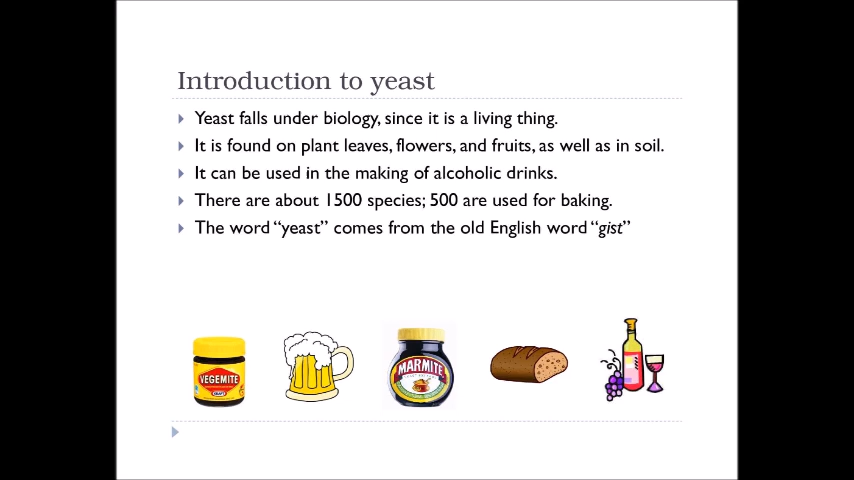 Introduction to yeast
Yeast falls under biology, since it is a living thing.
It is found on plant leaves, flowers, and fruits, as well as in soil.
It can be used in the making of alcoholic drinks.
There are about 1500 species; 500 are used for baking.
The word “yeast” comes from the old English word “gist”
VEGEMITE
KRAFT
MARMITE